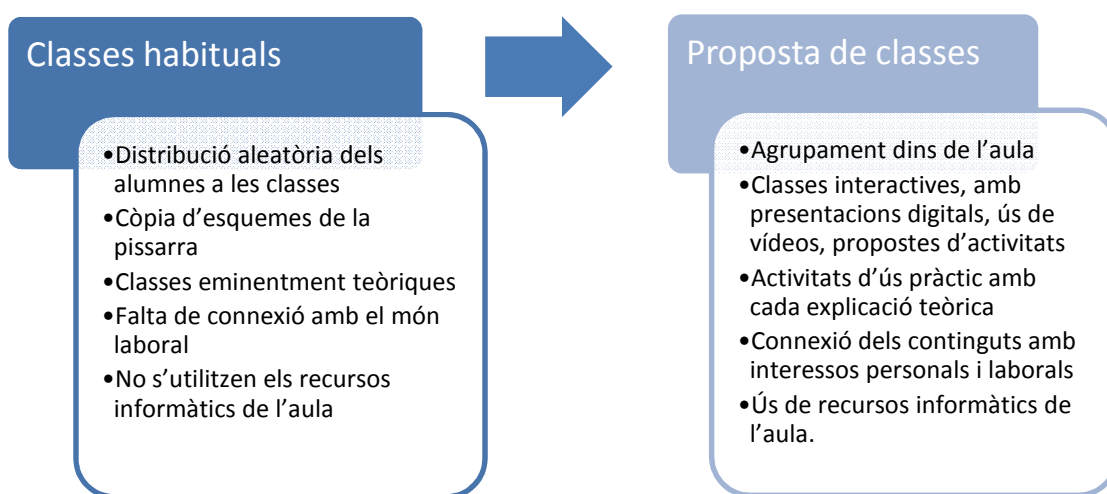 Classes habituals
•Distribució aleatòria dels
alumnes a les classes
•Còpia d’esquemes de la
pissarra
•Classes eminentment teòriques
•Falta de connexió amb el món
laboral
•No s’utilitzen els recursos
informàtics de l’aula
Proposta de classes
•Agrupament dins de l’aula
•Classes interactives, amb
presentacions digitals, ús de
vídeos, propostes d’activitats
•Activitats d’ús pràctic amb
cada explicació teòrica
•Connexió dels continguts amb
interessos personals i laborals
•Ús de recursos informàtics de
l’aula.